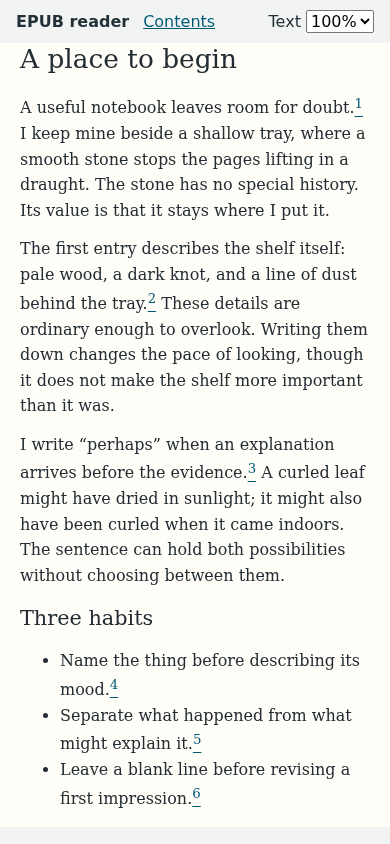 EPUB reader Contents Text 100%
A place to begin
A useful notebook leaves room for doubt.1
I keep mine beside a shallow tray, where a
smooth stone stops the pages lifting in a
draught. The stone has no special history.
Its value is that it stays where I put it.
The first entry describes the shelf itself:
pale wood, a dark knot, and a line of dust
behind the tray.2 These details are
ordinary enough to overlook. Writing them
down changes the pace of looking, though
it does not make the shelf more important
than it was.
I write “perhaps” when an explanation
arrives before the evidence.3 A curled leaf
might have dried in sunlight; it might also
have been curled when it came indoors.
The sentence can hold both possibilities
without choosing between them.
Three habits
• Name the thing before describing its
mood.4
• Separate what happened from what
might explain it.5
• Leave a blank line before revising a
first impression.6